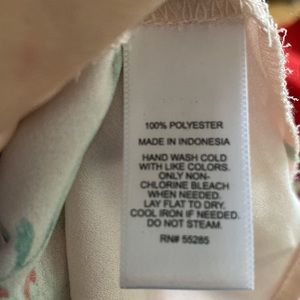 100% POLYESTER
MADE IN INDONESIA
HAND WASH COLD
WITH LIKE COLORS.
ONLY NON-
CHLORINE BLEACH
WHEN NEEDED.
LAY FLAT TO DRY.
COOL IRON IF NEEDED.
DO NOT STEAM.
RN# 55285